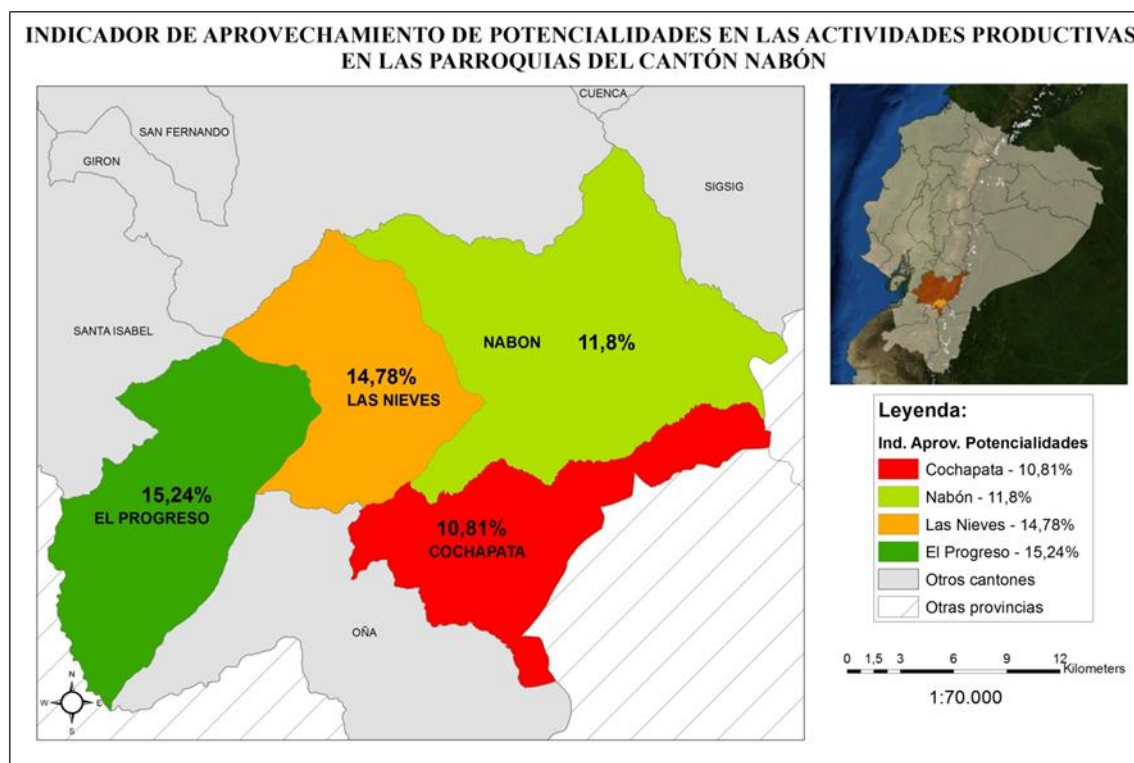 INDICADOR DE APROVECHAMIENTO DE POTENCIALIDADES EN LAS ACTIVIDADES PRODUCTIVAS
EN LAS PARROQUIAS DEL CANTÓN NABÓN
CUENCA
SAN FERNANDO
GIRON
SIGSIG
SANTA ISABEL
NABON 11,8%
14,78%
LAS NIEVES
15,24%
EL PROGRESO
10,81%
COCHAPATA
OÑA
N
W E
S
Leyenda:
Ind. Aprov. Potencialidades
Cochapata - 10,81%
Nabón - 11,8%
Las Nieves - 14,78%
El Progreso - 15,24%
Otros cantones
Otras provincias
0 1,5 3 6 9 12
Kilometers
1:70.000